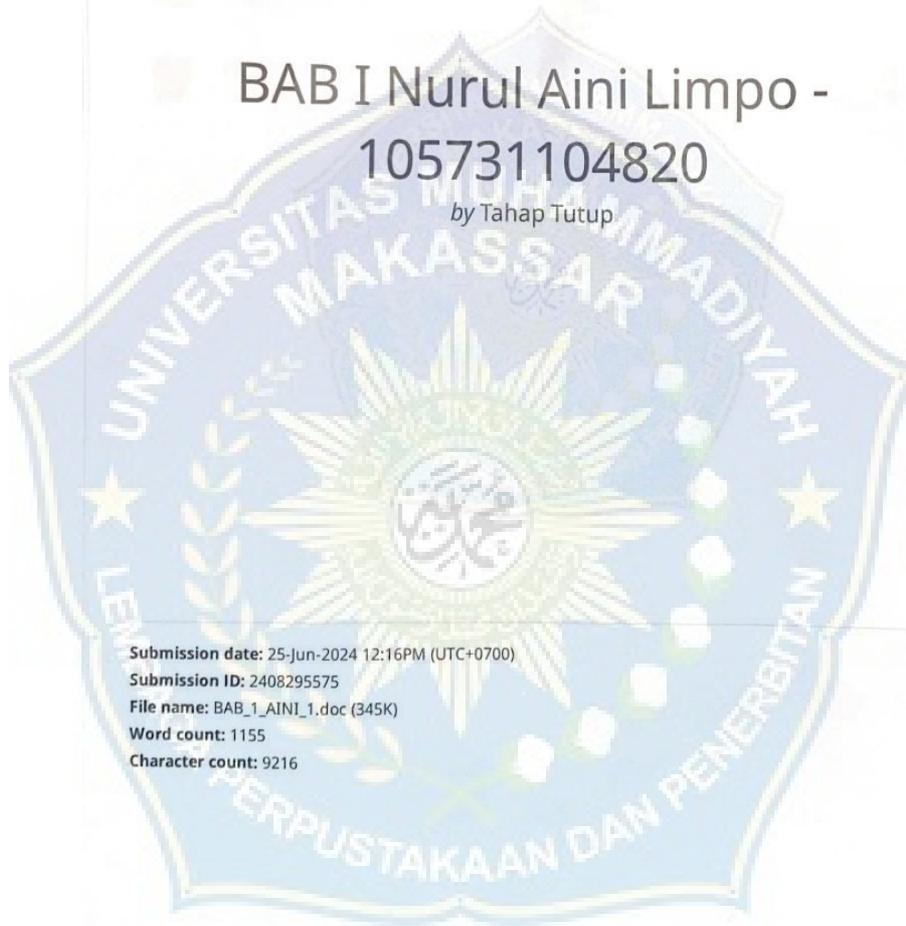 BAB I Nurul Aini Limpo -
105731104820
by Tahap Tutup
UNIVERSITAS MUHAMMADIYAH
MAKASSAR
Submission date: 25-Jun-2024 12:16PM (UTC+0700)
Submission ID: 2408295575
File name: BAB_1_AINI_1.doc (345K)
Word count: 1155
Character count: 9216
LEMBAGA PERPUSTAKAAN DAN PENERBITAN